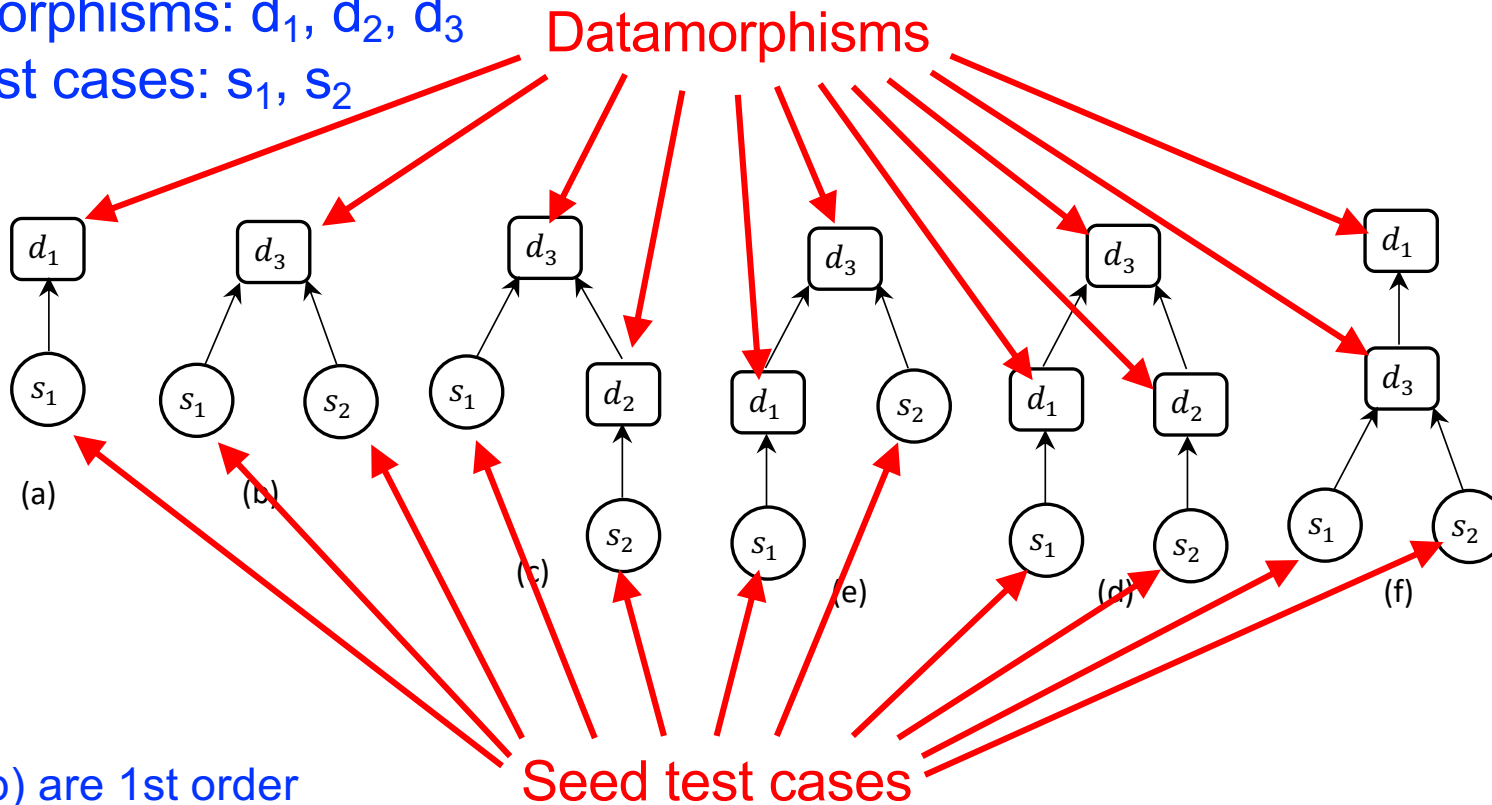 orphisms: d₁, d₂, d₃
st cases: s₁, s₂
Datamorphisms
d₁ d₃ d₃ d₃ d₃ d₁
s₁ s₁ s₂ s₁ d₂ d₁ s₂ d₁ d₂ d₃
s₂ s₁ s₁ s₂ s₁ s₂
(a) (b) (c) (e) (d) (f)
Seed test cases
) are 1st order